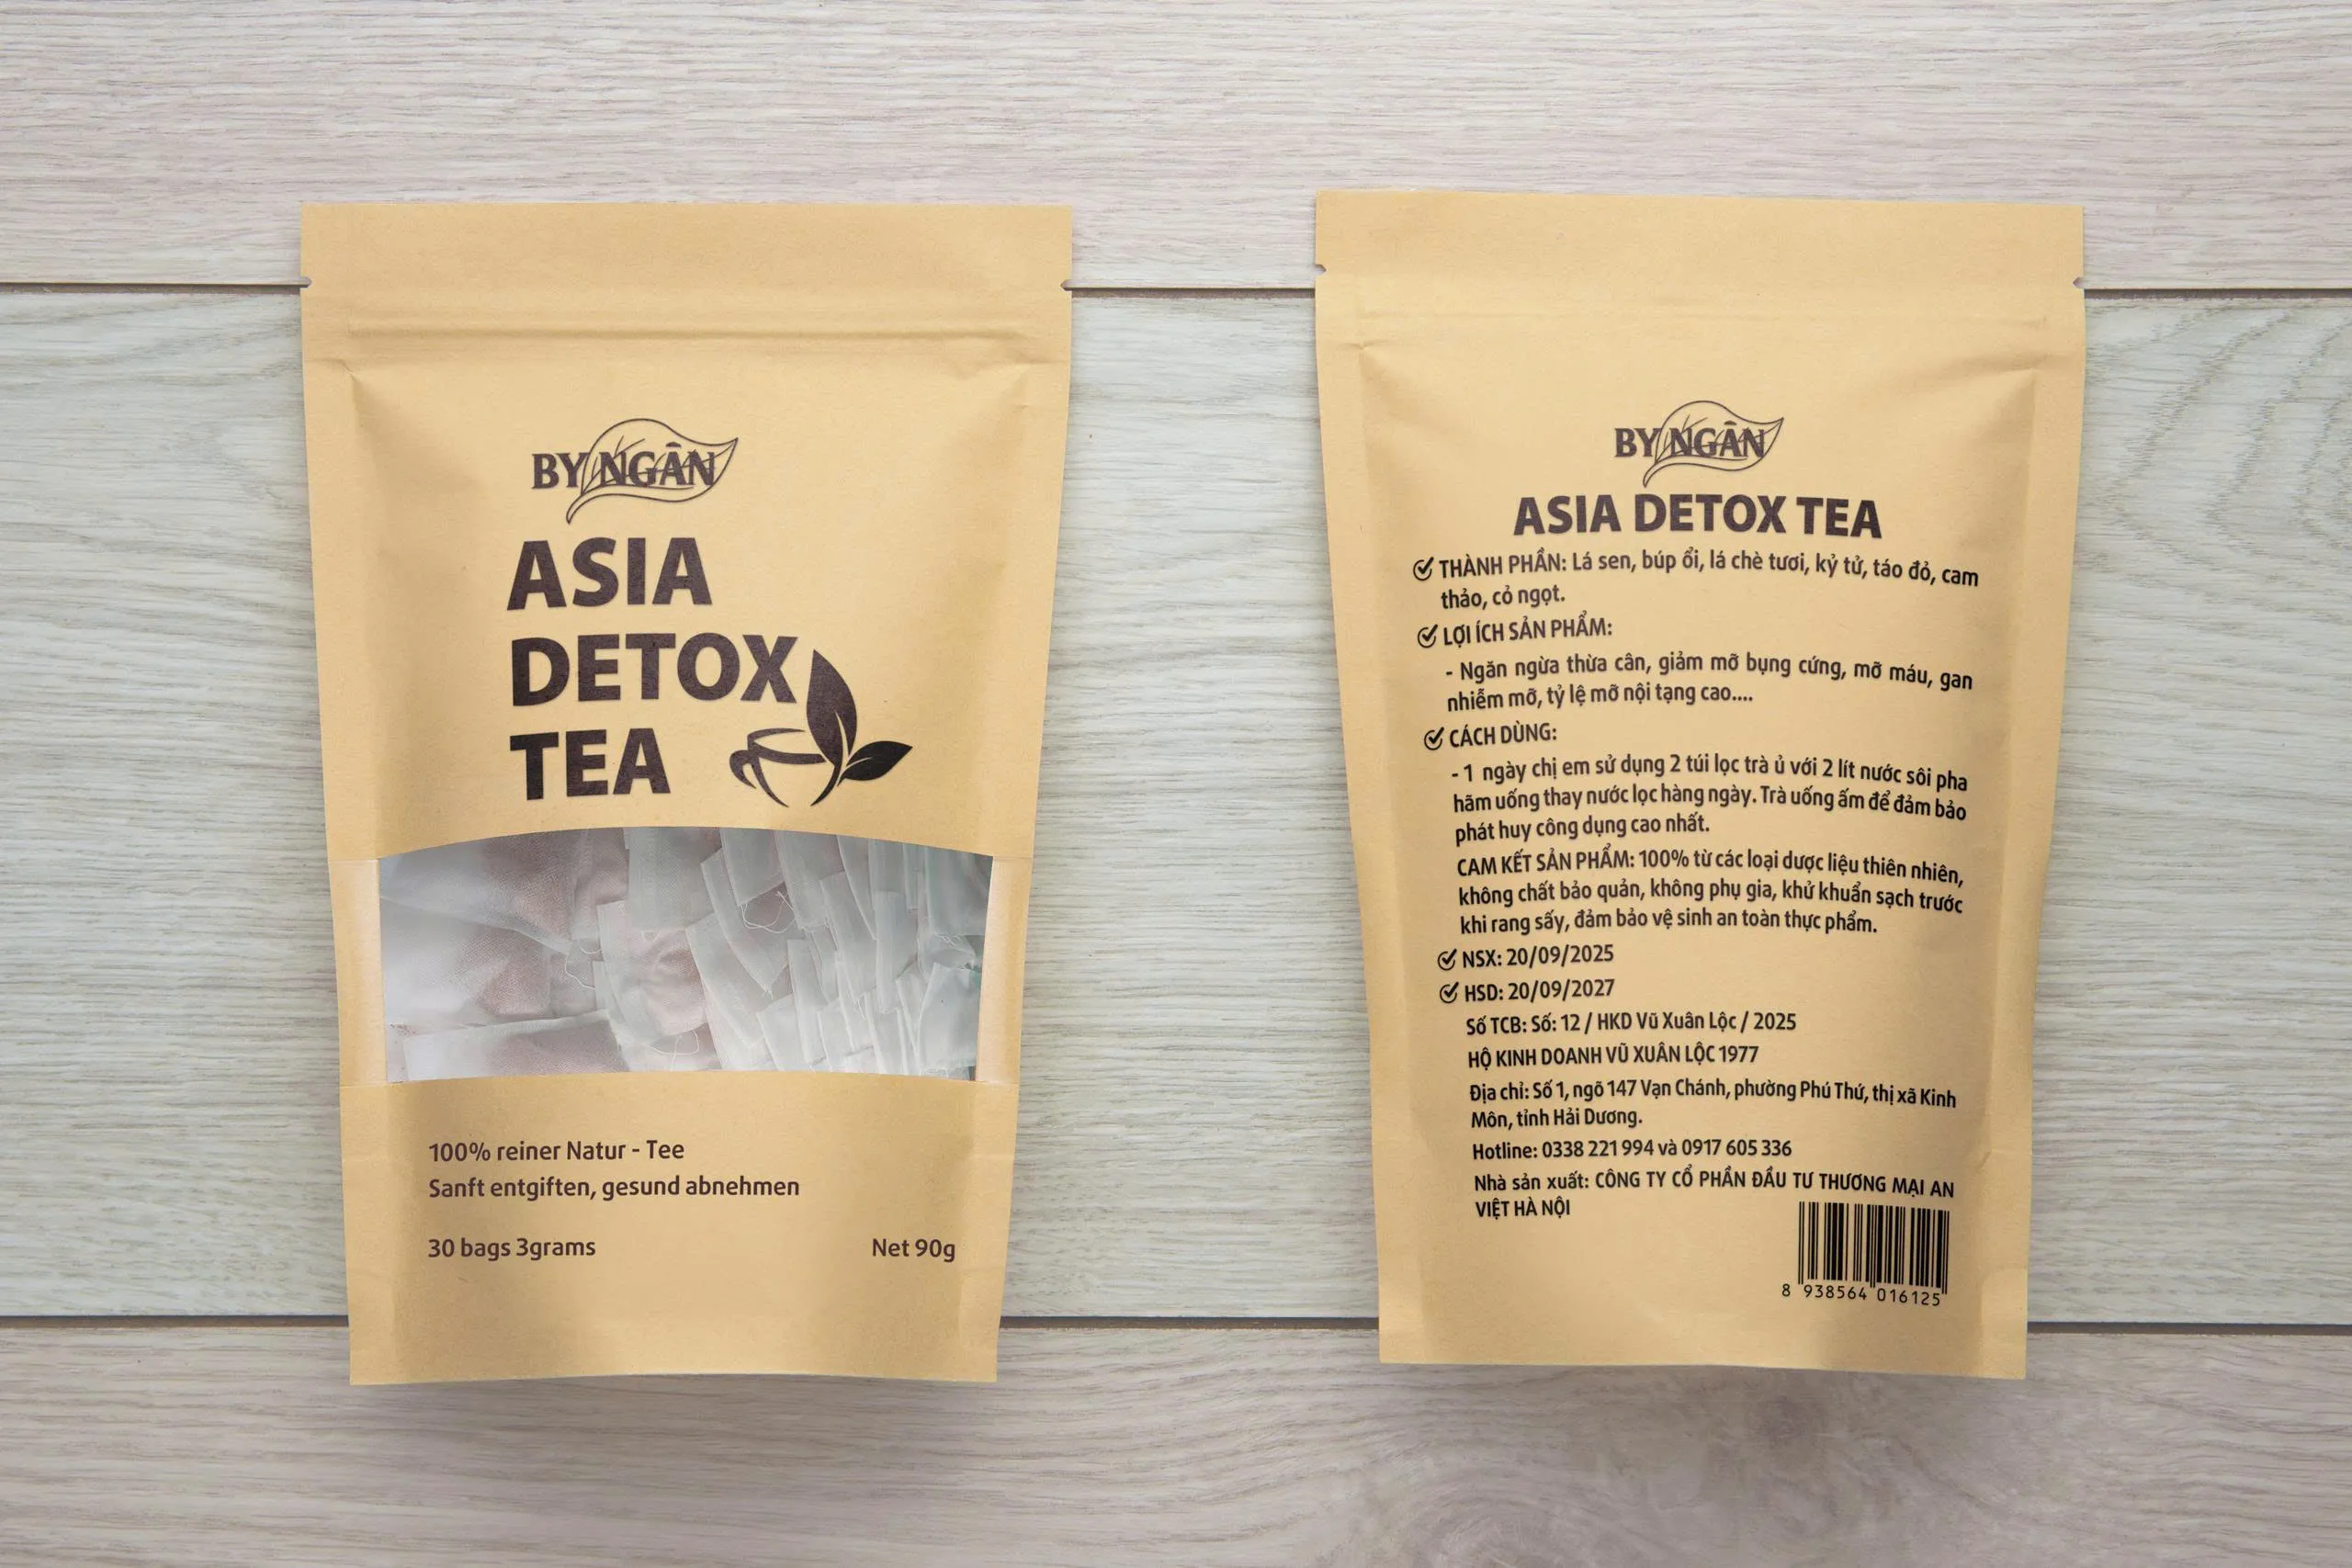 BY NGÂN
ASIA
DETOX
TEA
100% reiner Natur - Tee
Sanft entgiften, gesund abnehmen
30 bags 3grams
Net 90g
BY NGÂN
ASIA DETOX TEA
THÀNH PHẦN: Lá sen, búp ổi, lá chè tươi, kỷ tử, táo đỏ, cam
thảo, cỏ ngọt.
LỢI ÍCH SẢN PHẨM:
- Ngăn ngừa thừa cân, giảm mỡ bụng cứng, mỡ máu, gan
nhiễm mỡ, tỷ lệ mỡ nội tạng cao....
CÁCH DÙNG:
- 1 ngày chị em sử dụng 2 túi lọc trà ủ với 2 lít nước sôi pha
hãm uống thay nước lọc hàng ngày. Trà uống ấm để đảm bảo
phát huy công dụng cao nhất.
CAM KẾT SẢN PHẨM: 100% từ các loại dược liệu thiên nhiên,
không chất bảo quản, không phụ gia, khử khuẩn sạch trước
khi rang sấy, đảm bảo vệ sinh an toàn thực phẩm.
NSX: 20/09/2025
HSD: 20/09/2027
Số TCB: Số: 12 / HKD Vũ Xuân Lộc / 2025
HỘ KINH DOANH VŨ XUÂN LỘC 1977
Địa chỉ: Số 1, ngõ 147 Vạn Chánh, phường Phú Thứ, thị xã Kinh
Môn, tỉnh Hải Dương.
Hotline: 0338 221 994 và 0917 605 336
Nhà sản xuất: CÔNG TY CỔ PHẦN ĐẦU TƯ THƯƠNG MẠI AN
VIỆT HÀ NỘI
8 938564 016125